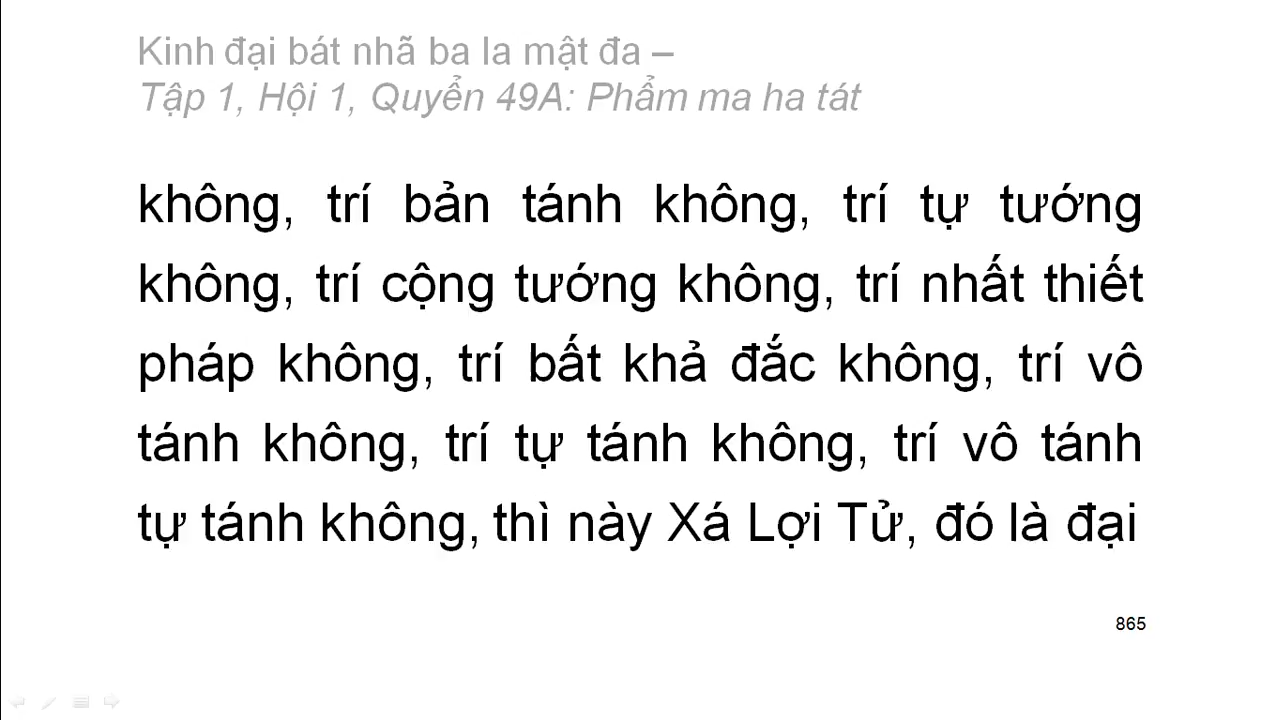 Kinh đại bát nhã ba la mật đa –
Tập 1, Hội 1, Quyển 49A: Phẩm ma ha tát
không, trí bản tánh không, trí tự tướng
không, trí cộng tướng không, trí nhất thiết
pháp không, trí bất khả đắc không, trí vô
tánh không, trí tự tánh không, trí vô tánh
tự tánh không, thì này Xá Lợi Tử, đó là đại
865